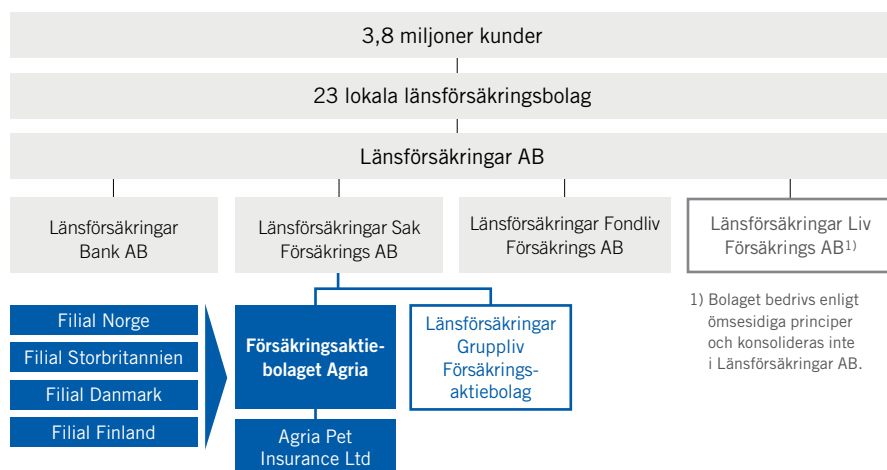 3,8 miljoner kunder
23 lokala länsförsäkringsbolag
Länsförsäkringar AB
Länsförsäkringar
Bank AB
Länsförsäkringar Sak
Försäkrings AB
Länsförsäkringar Fondliv
Försäkrings AB
Länsförsäkringar Liv
Försäkrings AB1)
1) Bolaget bedrivs enligt
ömsesidiga principer
och konsolideras inte
i Länsförsäkringar AB.
Filial Norge
Filial Storbritannien
Filial Danmark
Filial Finland
Försäkringsaktie-
bolaget Agria
Länsförsäkringar
Gruppliv
Försäkrings-
aktiebolag
Agria Pet
Insurance Ltd